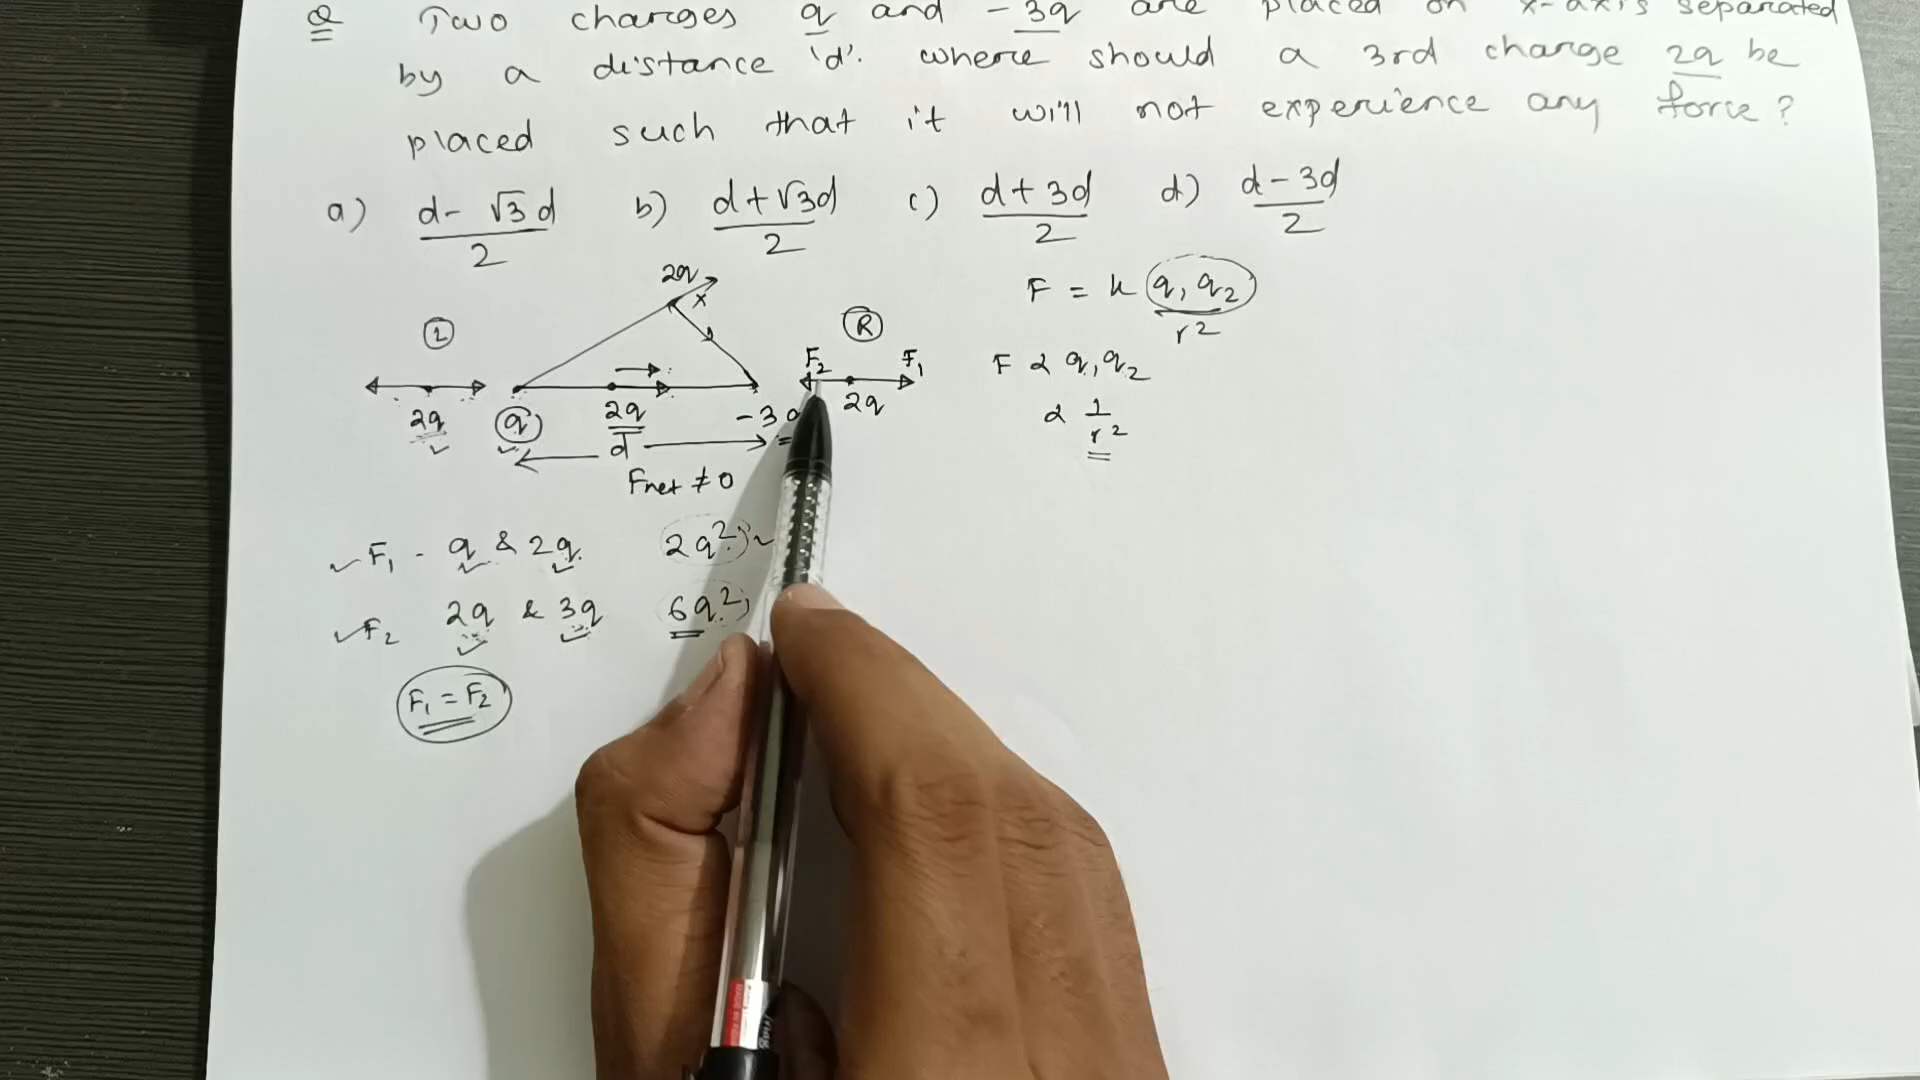 Q Two charges q and -3q are placed on x-axis separated
by a distance 'd'. where should a 3rd charge 2q be
placed such that it will not experience any force?
a) d - √3 d / 2 b) d + √3d / 2 c) d + 3d / 2 d) d - 3d / 2
2q x
F = k q₁ q₂ / r²
L R
F₂ F₁
F α q₁, q₂
2q q 2q -3q 2q
α 1 / r²
d
Fnet ≠ 0
F₁ - q & 2q 2q²
F₂ 2q & 3q 6q²
F₁ = F₂